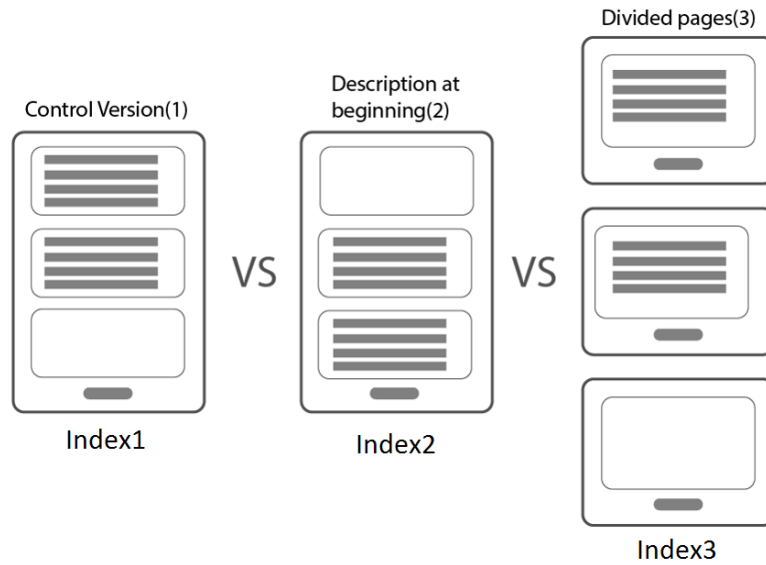 Control Version(1)
Index1
VS
Description at
beginning(2)
Index2
VS
Divided pages(3)
Index3